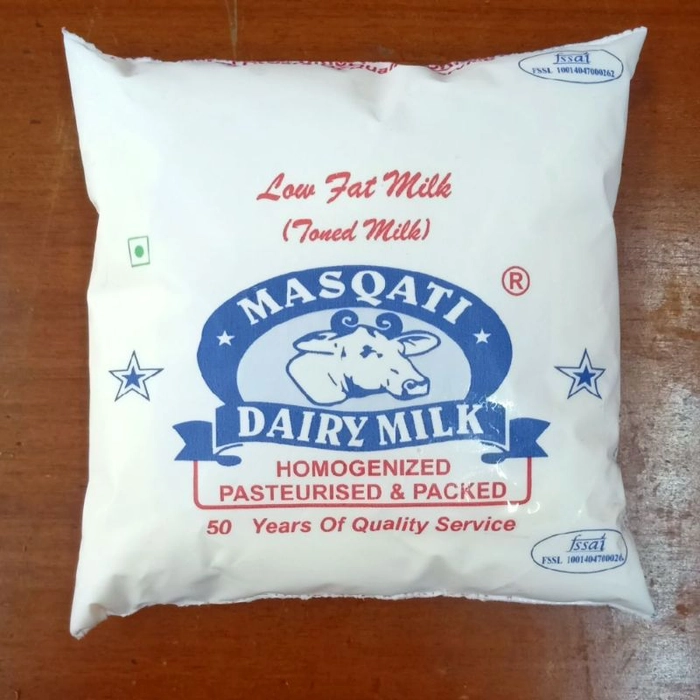 fssai
FSSL 10014047000262
Low Fat Milk
(Toned Milk)
®
MASQATI
DAIRY MILK
HOMOGENIZED
PASTEURISED & PACKED
50 Years Of Quality Service
fssai
FSSL 1001404700026